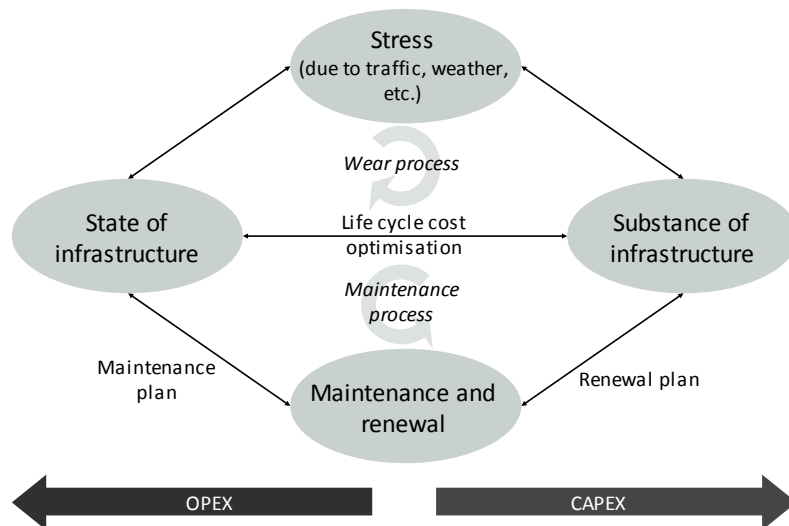 Stress
(due to traffic, weather,
etc.)
Wear process
State of
infrastructure
Life cycle cost
optimisation
Substance of
infrastructure
Maintenance
process
Maintenance
plan
Maintenance and
renewal
Renewal plan
OPEX
CAPEX